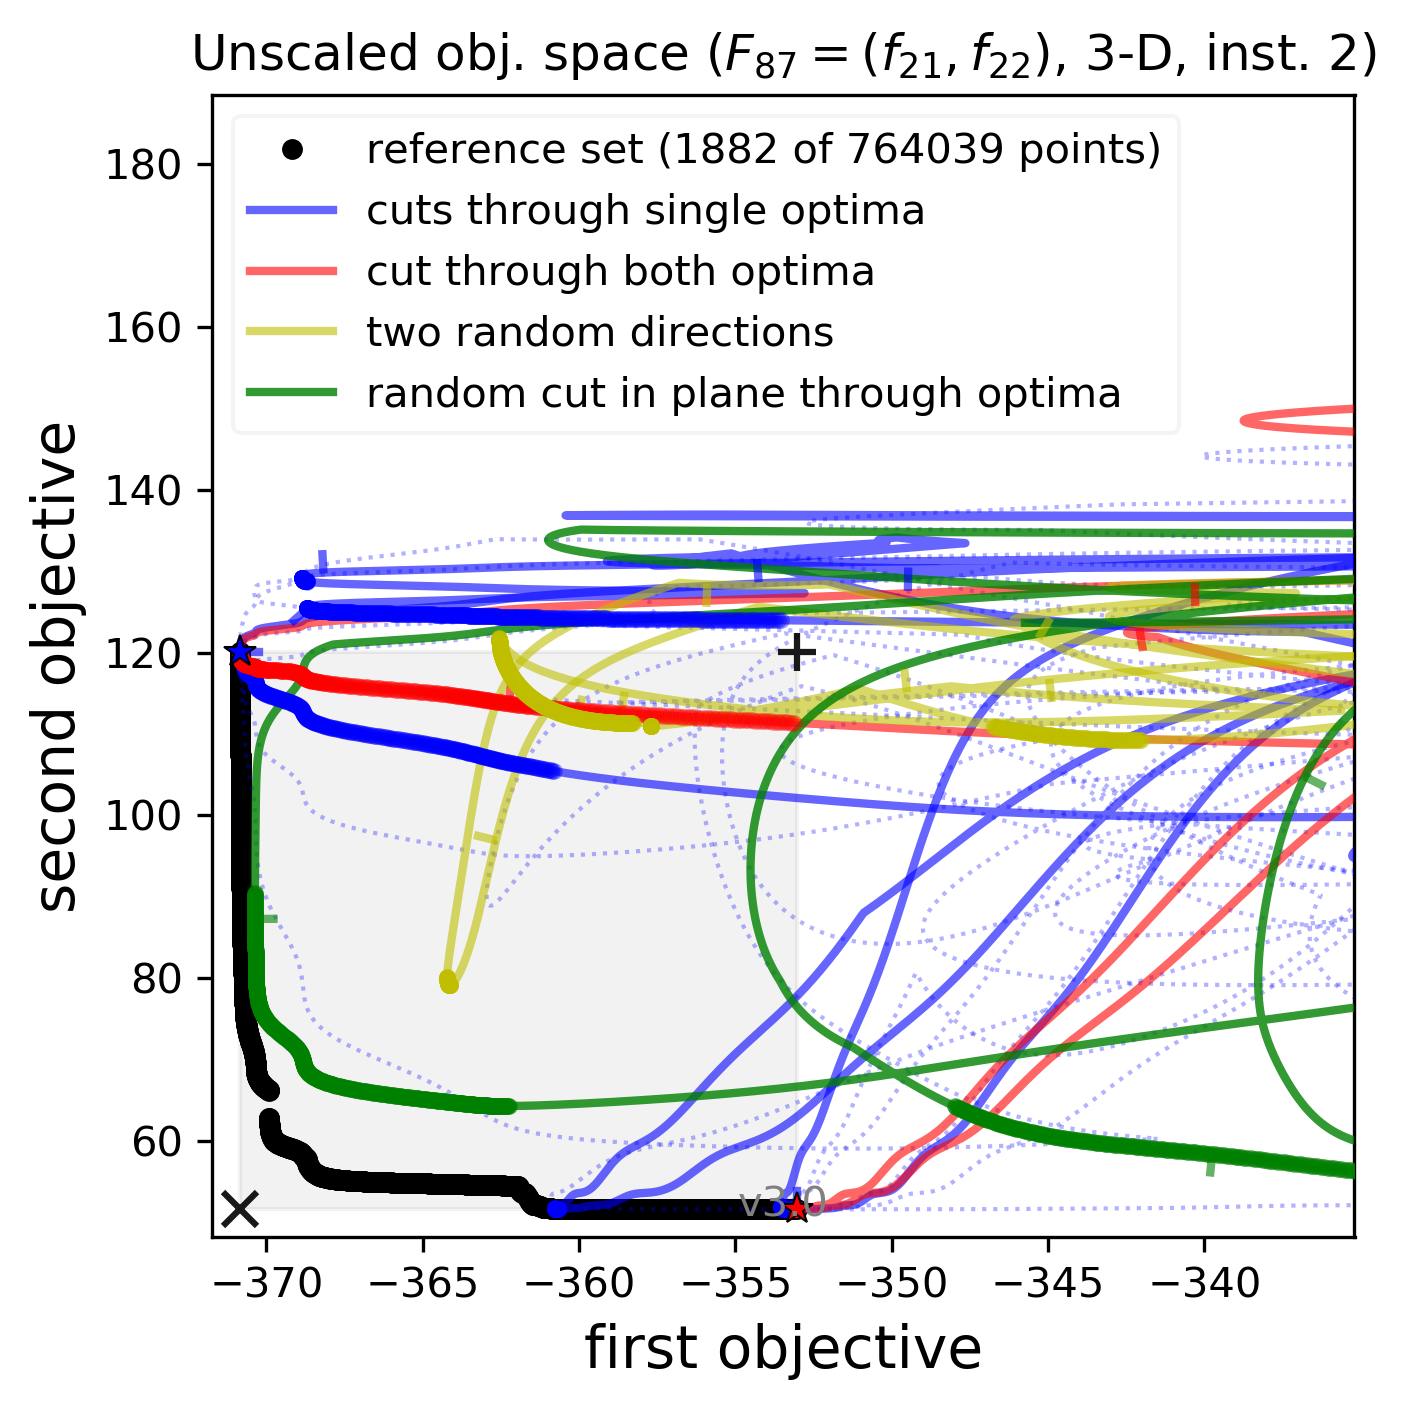 Unscaled obj. space (F₈₇ = (f₂₁, f₂₂), 3-D, inst. 2)
reference set (1882 of 764039 points)
cuts through single optima
cut through both optima
two random directions
random cut in plane through optima
180
160
140
120
100
80
60
second objective
v3.0
−370
−365
−360
−355
−350
−345
−340
first objective